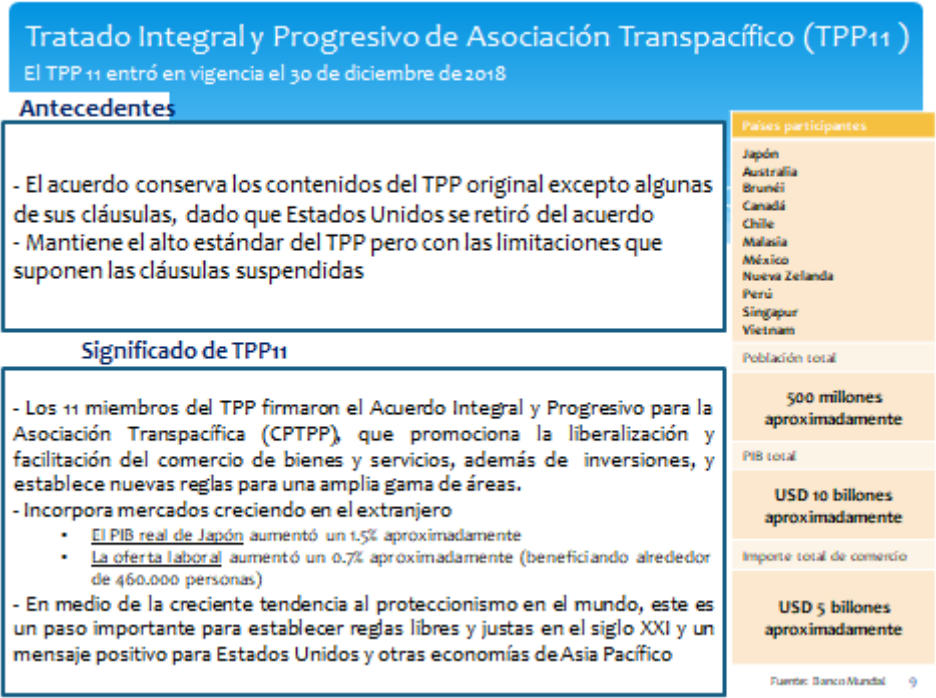 Tratado Integral y Progresivo de Asociación Transpacífico (TPP11 )
El TPP 11 entró en vigencia el 30 de diciembre de 2018
Antecedentes
- El acuerdo conserva los contenidos del TPP original excepto algunas
de sus cláusulas, dado que Estados Unidos se retiró del acuerdo
- Mantiene el alto estándar del TPP pero con las limitaciones que
suponen las cláusulas suspendidas
Significado de TPP11
- Los 11 miembros del TPP firmaron el Acuerdo Integral y Progresivo para la
Asociación Transpacífica (CPTPP), que promociona la liberalización y
facilitación del comercio de bienes y servicios, además de inversiones, y
establece nuevas reglas para una amplia gama de áreas.
- Incorpora mercados creciendo en el extranjero
• El PIB real de Japón aumentó un 1.5% aproximadamente
• La oferta laboral aumentó un 0.7% aproximadamente (beneficiando alrededor
de 460.000 personas)
- En medio de la creciente tendencia al proteccionismo en el mundo, este es
un paso importante para establecer reglas libres y justas en el siglo XXI y un
mensaje positivo para Estados Unidos y otras economías de Asia Pacífico
Países participantes
Japón
Australia
Brunéi
Canadá
Chile
Malasia
México
Nueva Zelanda
Perú
Singapur
Vietnam
Población total
500 millones
aproximadamente
PIB total
USD 10 billones
aproximadamente
Importe total de comercio
USD 5 billones
aproximadamente
Fuente: Banco Mundial 9